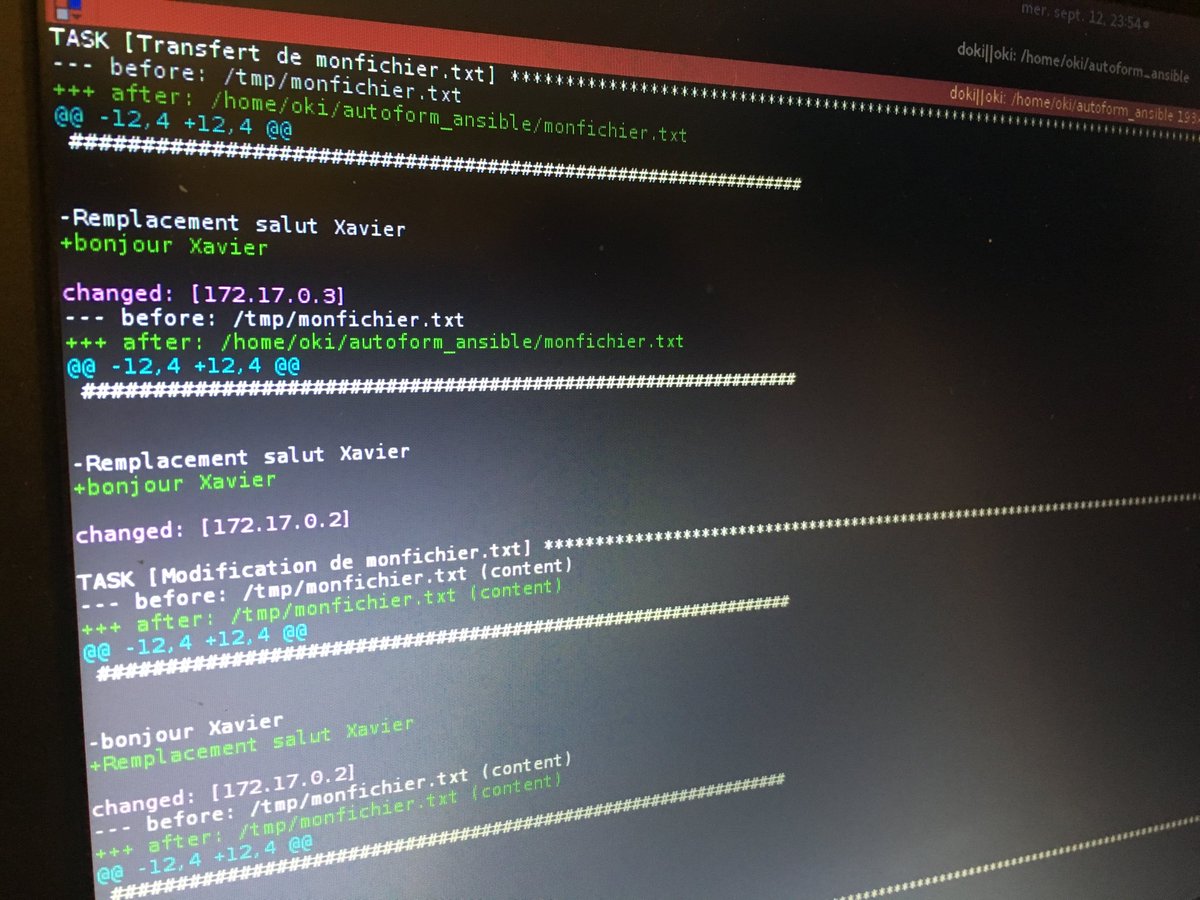 mer. sept. 12, 23:54
doki||oki: /home/oki/autoform_ansible
doki||oki: /home/oki/autoform_ansible 193
TASK [Transfert de monfichier.txt] ****************************************************************************************
--- before: /tmp/monfichier.txt
+++ after: /home/oki/autoform_ansible/monfichier.txt
@@ -12,4 +12,4 @@
################################################################
-Remplacement salut Xavier
+bonjour Xavier
changed: [172.17.0.3]
--- before: /tmp/monfichier.txt
+++ after: /home/oki/autoform_ansible/monfichier.txt
@@ -12,4 +12,4 @@
################################################################
-Remplacement salut Xavier
+bonjour Xavier
changed: [172.17.0.2]
TASK [Modification de monfichier.txt] ****************************************************************************************
--- before: /tmp/monfichier.txt (content)
+++ after: /tmp/monfichier.txt (content)
@@ -12,4 +12,4 @@
################################################################
-bonjour Xavier
+Remplacement salut Xavier
changed: [172.17.0.2]
--- before: /tmp/monfichier.txt (content)
+++ after: /tmp/monfichier.txt (content)
@@ -12,4 +12,4 @@
################################################################